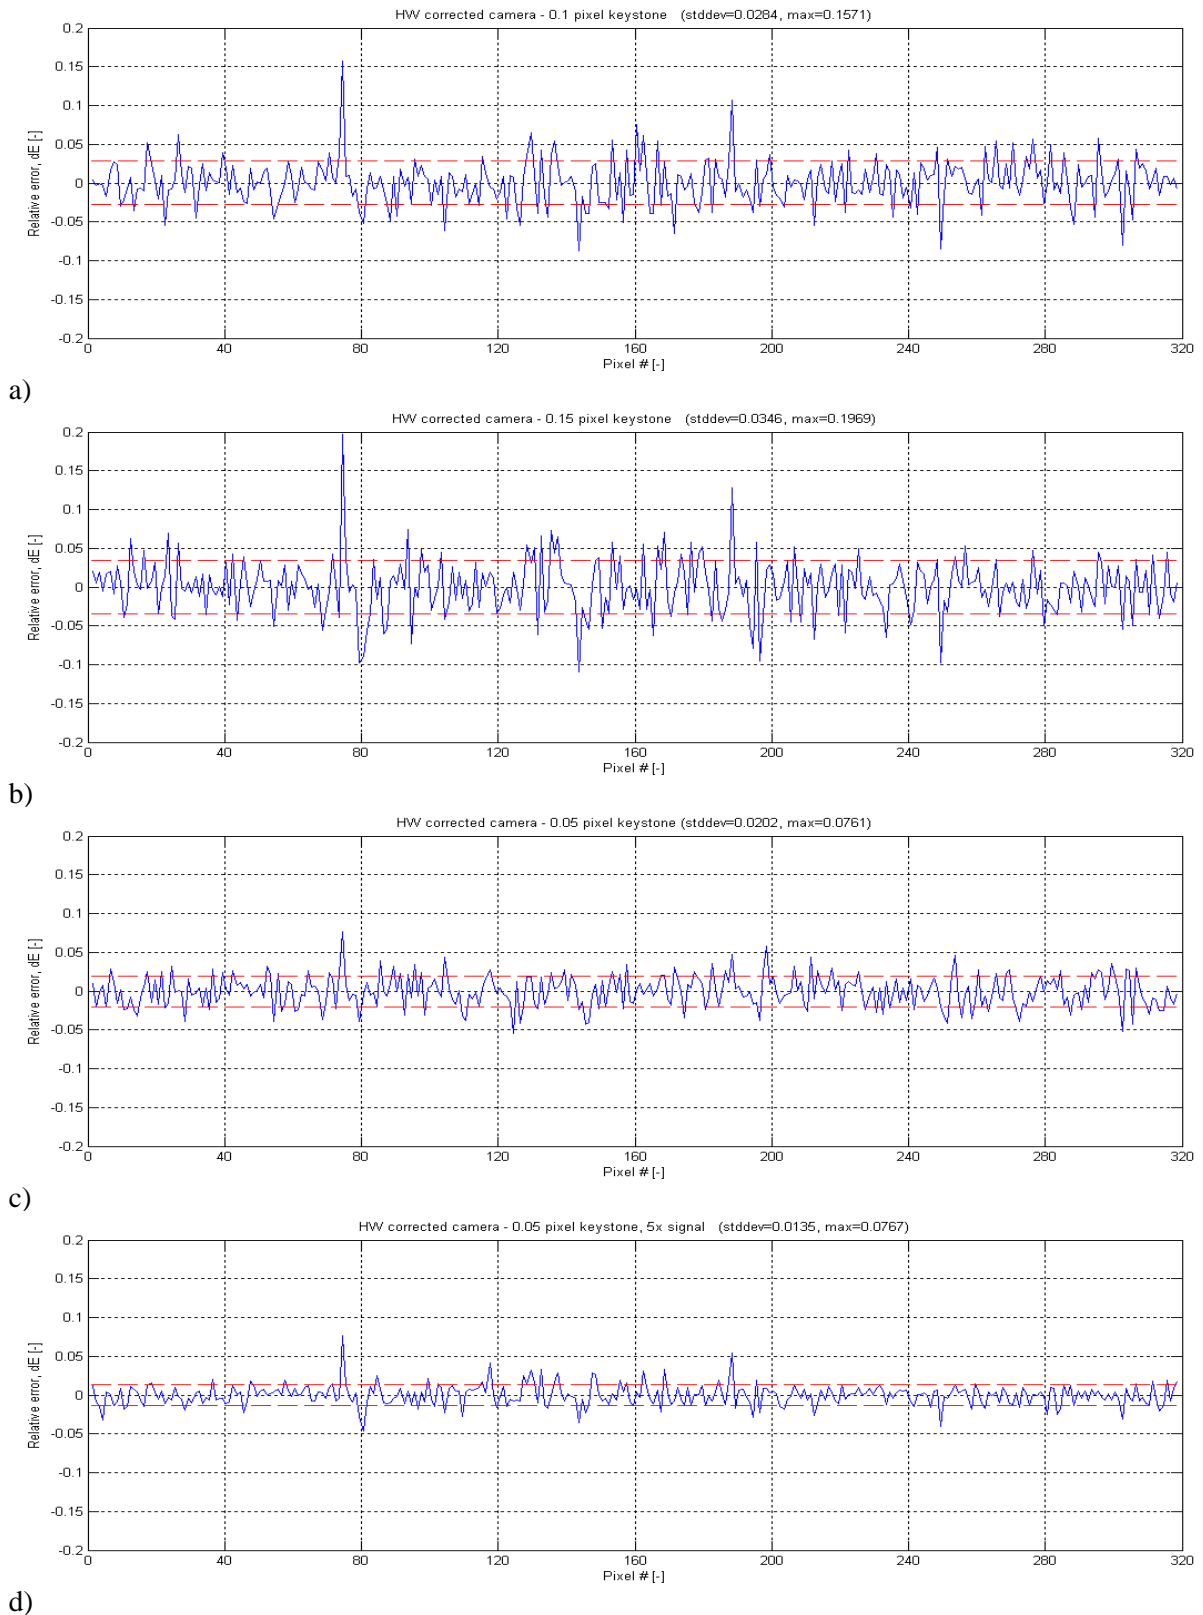 HW corrected camera - 0.1 pixel keystone (stddev=0.0284, max=0.1571)
0.2
0.15
0.1
0.05
0
-0.05
-0.1
-0.15
-0.2
Relative error, dE [-]
0 40 80 120 160 200 240 280 320
Pixel # [-]
a)
HW corrected camera - 0.15 pixel keystone (stddev=0.0346, max=0.1969)
0.2
0.15
0.1
0.05
0
-0.05
-0.1
-0.15
-0.2
Relative error, dE [-]
0 40 80 120 160 200 240 280 320
Pixel # [-]
b)
HW corrected camera - 0.05 pixel keystone (stddev=0.0202, max=0.0761)
0.2
0.15
0.1
0.05
0
-0.05
-0.1
-0.15
-0.2
Relative error, dE [-]
0 40 80 120 160 200 240 280 320
Pixel # [-]
c)
HW corrected camera - 0.05 pixel keystone, 5x signal (stddev=0.0135, max=0.0767)
0.2
0.15
0.1
0.05
0
-0.05
-0.1
-0.15
-0.2
Relative error, dE [-]
0 40 80 120 160 200 240 280 320
Pixel # [-]
d)